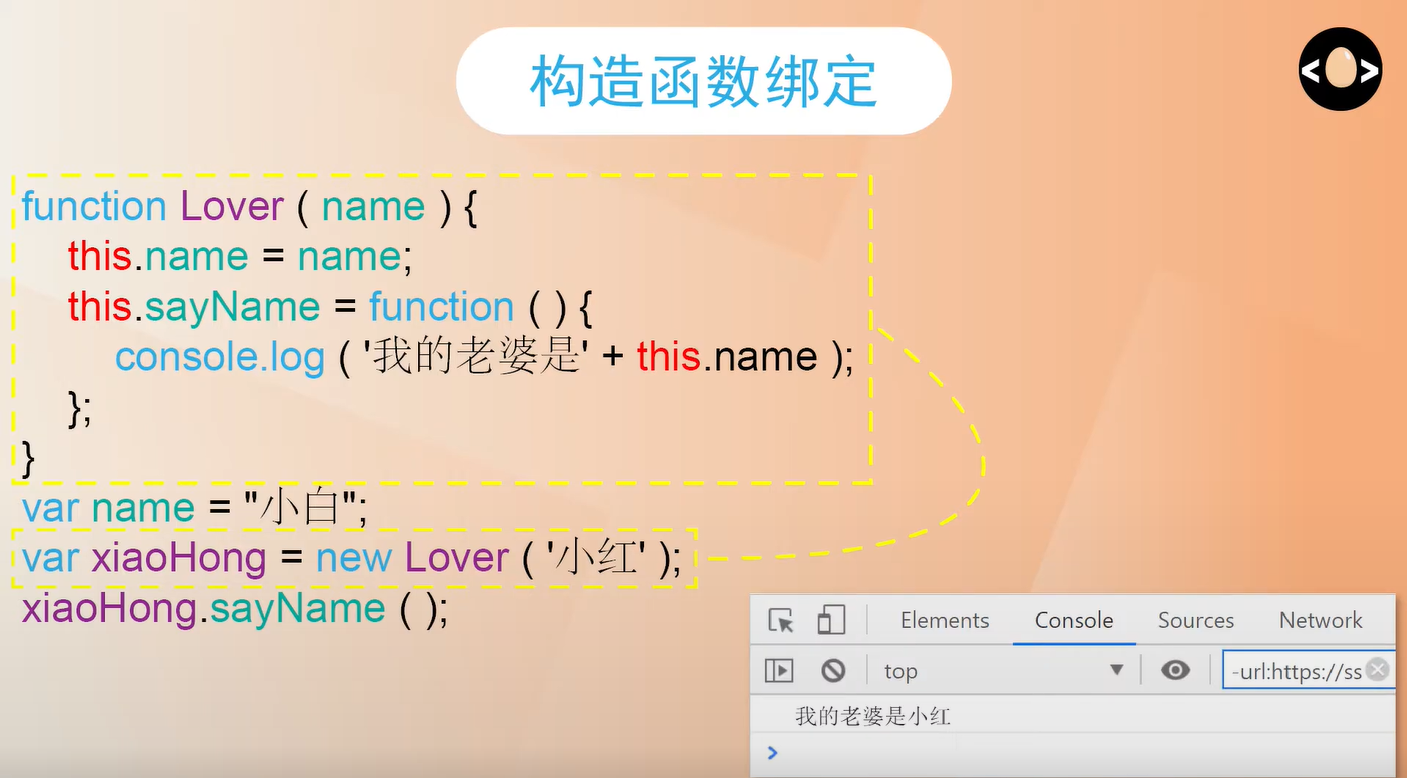 构造函数绑定
< >
function Lover ( name ) {
this.name = name;
this.sayName = function ( ) {
console.log ( '我的老婆是' + this.name );
};
}
var name = "小白";
var xiaoHong = new Lover ( '小红' );
xiaoHong.sayName ( );
Elements Console Sources Network
top -url:https://ss
我的老婆是小红
>